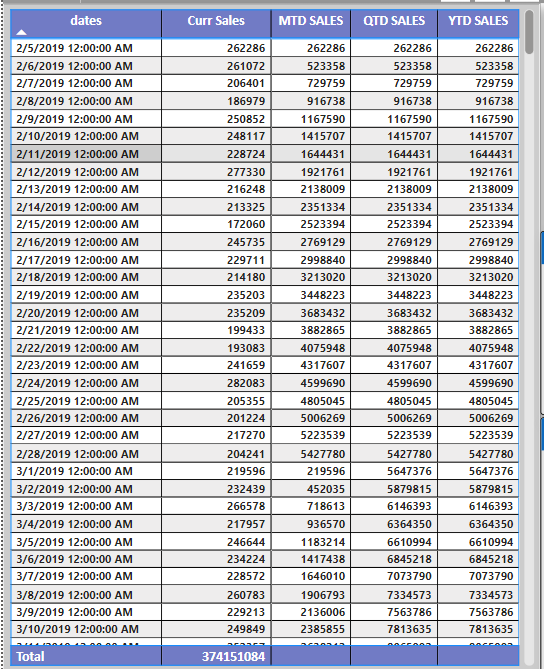 dates Curr Sales MTD SALES QTD SALES YTD SALES
2/5/2019 12:00:00 AM 262286 262286 262286 262286
2/6/2019 12:00:00 AM 261072 523358 523358 523358
2/7/2019 12:00:00 AM 206401 729759 729759 729759
2/8/2019 12:00:00 AM 186979 916738 916738 916738
2/9/2019 12:00:00 AM 250852 1167590 1167590 1167590
2/10/2019 12:00:00 AM 248117 1415707 1415707 1415707
2/11/2019 12:00:00 AM 228724 1644431 1644431 1644431
2/12/2019 12:00:00 AM 277330 1921761 1921761 1921761
2/13/2019 12:00:00 AM 216248 2138009 2138009 2138009
2/14/2019 12:00:00 AM 213325 2351334 2351334 2351334
2/15/2019 12:00:00 AM 172060 2523394 2523394 2523394
2/16/2019 12:00:00 AM 245735 2769129 2769129 2769129
2/17/2019 12:00:00 AM 229711 2998840 2998840 2998840
2/18/2019 12:00:00 AM 214180 3213020 3213020 3213020
2/19/2019 12:00:00 AM 235203 3448223 3448223 3448223
2/20/2019 12:00:00 AM 235209 3683432 3683432 3683432
2/21/2019 12:00:00 AM 199433 3882865 3882865 3882865
2/22/2019 12:00:00 AM 193083 4075948 4075948 4075948
2/23/2019 12:00:00 AM 241659 4317607 4317607 4317607
2/24/2019 12:00:00 AM 282083 4599690 4599690 4599690
2/25/2019 12:00:00 AM 205355 4805045 4805045 4805045
2/26/2019 12:00:00 AM 201224 5006269 5006269 5006269
2/27/2019 12:00:00 AM 217270 5223539 5223539 5223539
2/28/2019 12:00:00 AM 204241 5427780 5427780 5427780
3/1/2019 12:00:00 AM 219596 219596 5647376 5647376
3/2/2019 12:00:00 AM 232439 452035 5879815 5879815
3/3/2019 12:00:00 AM 266578 718613 6146393 6146393
3/4/2019 12:00:00 AM 217957 936570 6364350 6364350
3/5/2019 12:00:00 AM 246644 1183214 6610994 6610994
3/6/2019 12:00:00 AM 234224 1417438 6845218 6845218
3/7/2019 12:00:00 AM 228572 1646010 7073790 7073790
3/8/2019 12:00:00 AM 260783 1906793 7334573 7334573
3/9/2019 12:00:00 AM 229213 2136006 7563786 7563786
3/10/2019 12:00:00 AM 249849 2385855 7813635 7813635
Total 374151084